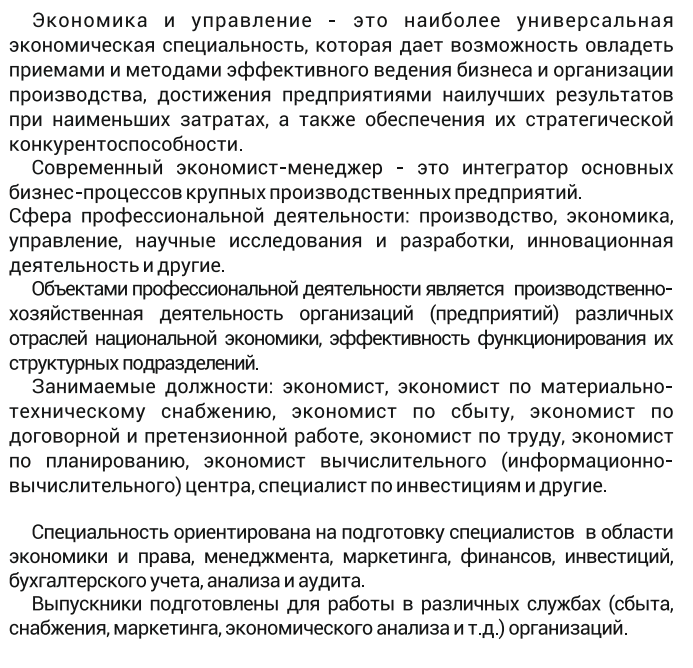 Экономика и управление - это наиболее универсальная
экономическая специальность, которая дает возможность овладеть
приемами и методами эффективного ведения бизнеса и организации
производства, достижения предприятиями наилучших результатов
при наименьших затратах, а также обеспечения их стратегической
конкурентоспособности.
Современный экономист-менеджер - это интегратор основных
бизнес-процессов крупных производственных предприятий.
Сфера профессиональной деятельности: производство, экономика,
управление, научные исследования и разработки, инновационная
деятельность и другие.
Объектами профессиональной деятельности является производственно-
хозяйственная деятельность организаций (предприятий) различных
отраслей национальной экономики, эффективность функционирования их
структурных подразделений.
Занимаемые должности: экономист, экономист по материально-
техническому снабжению, экономист по сбыту, экономист по
договорной и претензионной работе, экономист по труду, экономист
по планированию, экономист вычислительного (информационно-
вычислительного) центра, специалист по инвестициям и другие.
Специальность ориентирована на подготовку специалистов в области
экономики и права, менеджмента, маркетинга, финансов, инвестиций,
бухгалтерского учета, анализа и аудита.
Выпускники подготовлены для работы в различных службах (сбыта,
снабжения, маркетинга, экономического анализа и т.д.) организаций.